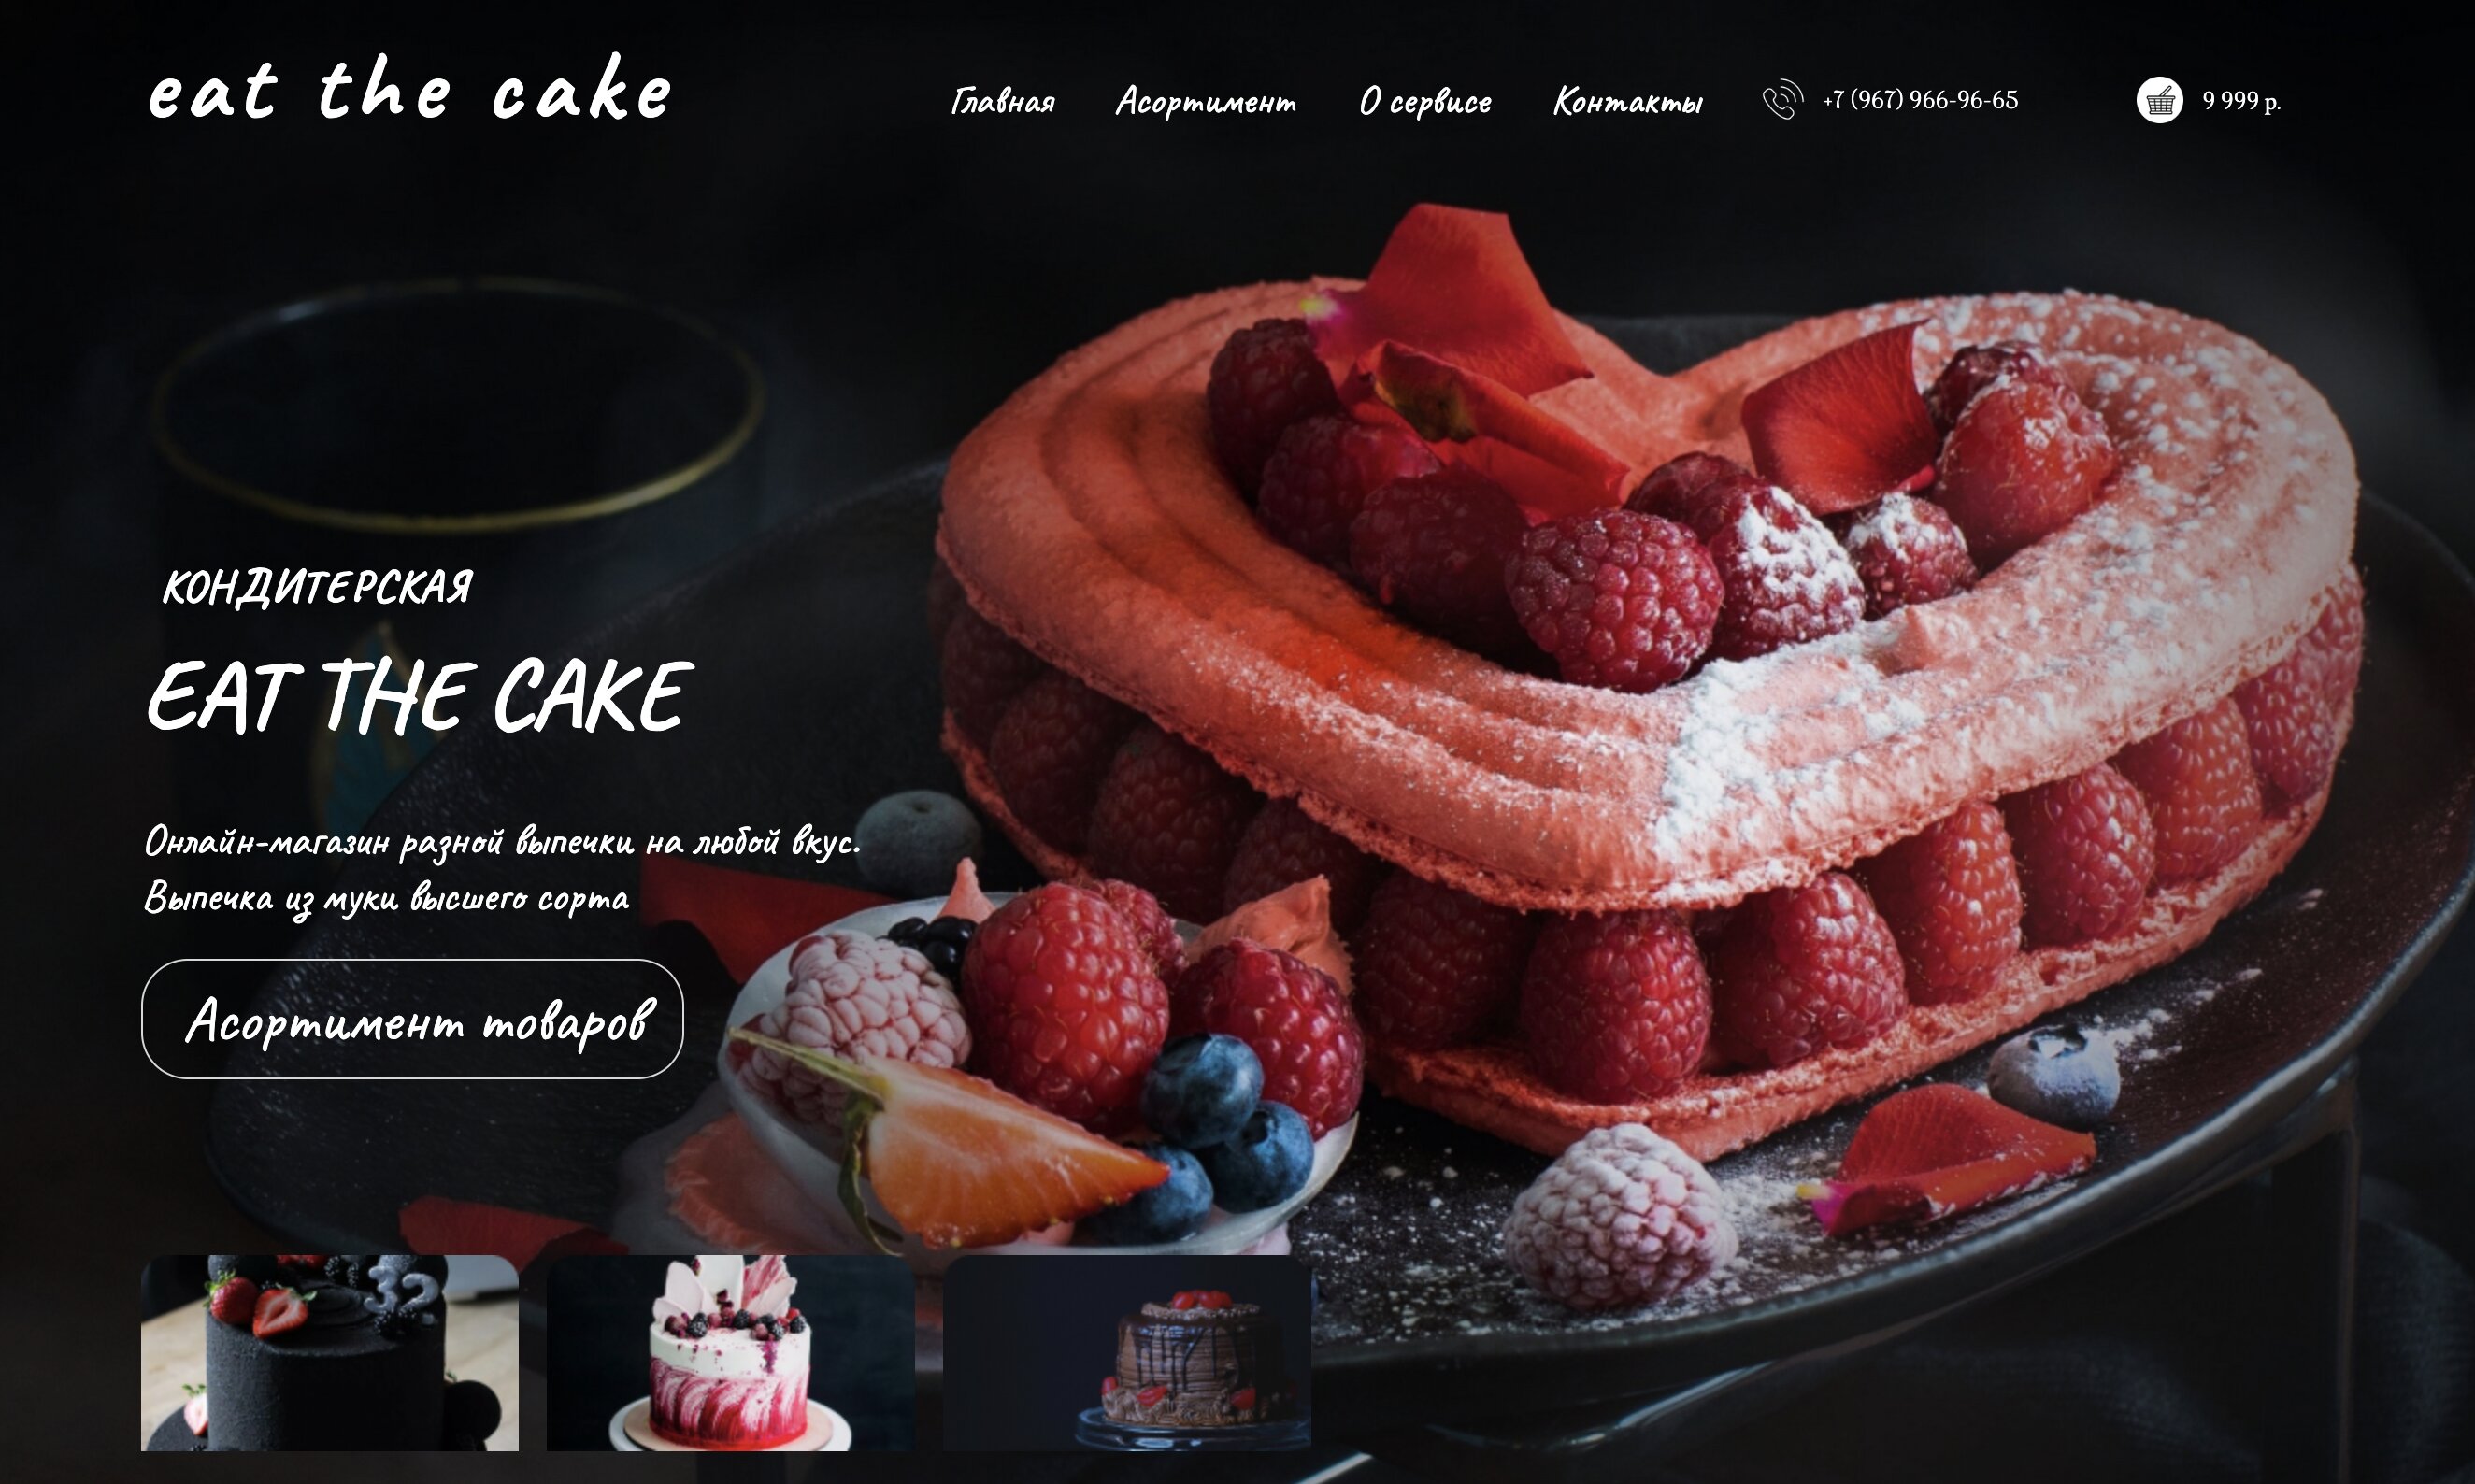 eat the cake
Главная Асортимент О сервисе Контакты +7 (967) 966-96-65 9 999 р.
КОНДИТЕРСКАЯ
EAT THE CAKE
Онлайн-магазин разной выпечки на любой вкус.
Выпечка из муки высшего сорта
Асортимент товаров
32